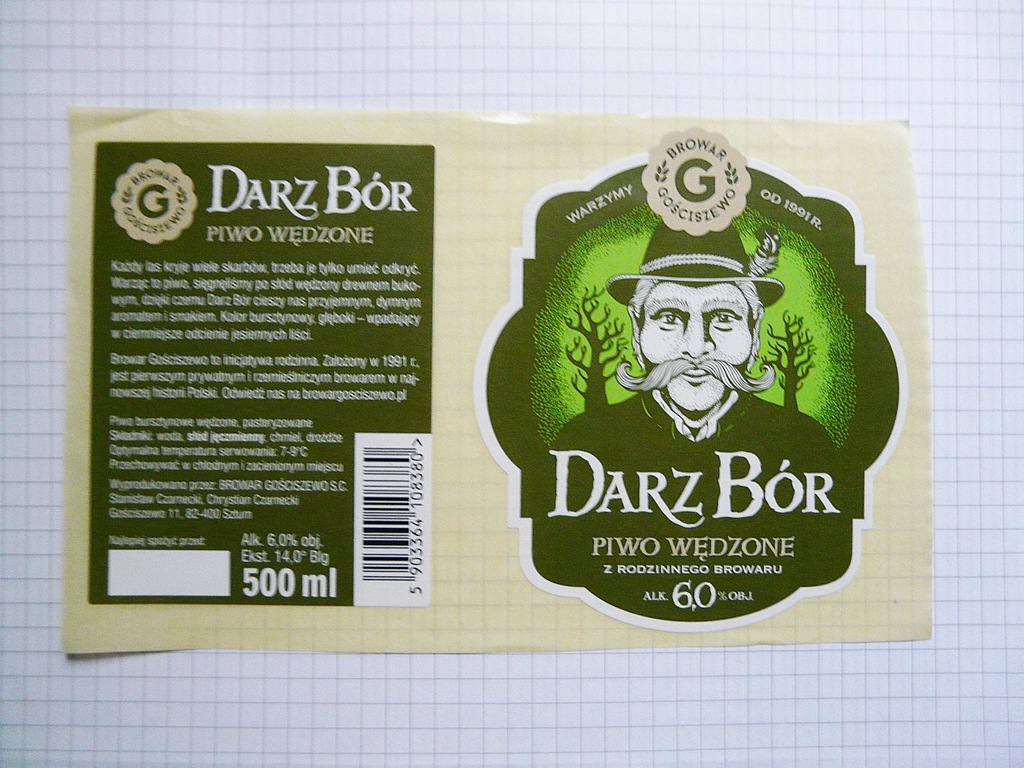 BROWAR
G
GOŚCISZEWO
DARZ BÓR
PIWO WĘDZONE
Każdy las kryje wiele skarbów, trzeba je tylko umieć odkryć.
Warząc to piwo, sięgnęliśmy po słód wędzony drewnem buko-
wym, dzięki czemu Darz Bór cieszy nas przyjemnym, dymnym
aromatem i smakiem. Kolor bursztynowy, głęboki – wpadający
w ciemniejsze odcienie jesiennych liści.
Browar Gościszewo to inicjatywa rodzinna. Założony w 1991 r.,
jest pierwszym prywatnym i rzemieślniczym browarem w naj-
nowszej historii Polski. Odwiedź nas na browargosciszewo.pl
Piwo bursztynowe wędzone, pasteryzowane
Składniki: woda, słód jęczmienny, chmiel, drożdże
Optymalna temperatura serwowania: 7-9°C
Przechowywać w chłodnym i zacienionym miejscu
Wyprodukowano przez: BROWAR GOŚCISZEWO S.C.
Stanisław Czarnecki, Chrystian Czarnecki
Gościszewo 11, 82-400 Sztum
Najlepiej spożyć przed:
Alk. 6,0% obj.
Ekst. 14,0° Blg
500 ml
5 903364 108380 >
BROWAR
G
GOŚCISZEWO
WARZYMY OD 1991 R.
DARZ BÓR
PIWO WĘDZONE
Z RODZINNEGO BROWARU
ALK. 6,0 % OBJ.